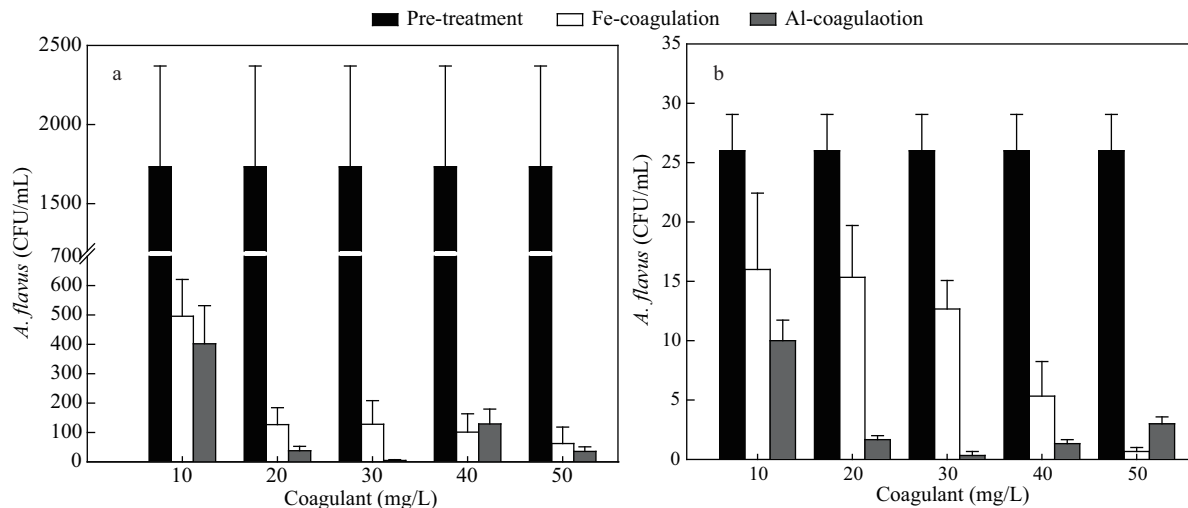 Pre-treatment Fe-coagulation Al-coagulaotion
a
2500
2000
1500
700
600
500
400
300
200
100
0
A. flavus (CFU/mL)
10 20 30 40 50
Coagulant (mg/L)
b
35
30
25
20
15
10
5
0
A. flavus (CFU/mL)
10 20 30 40 50
Coagulant (mg/L)